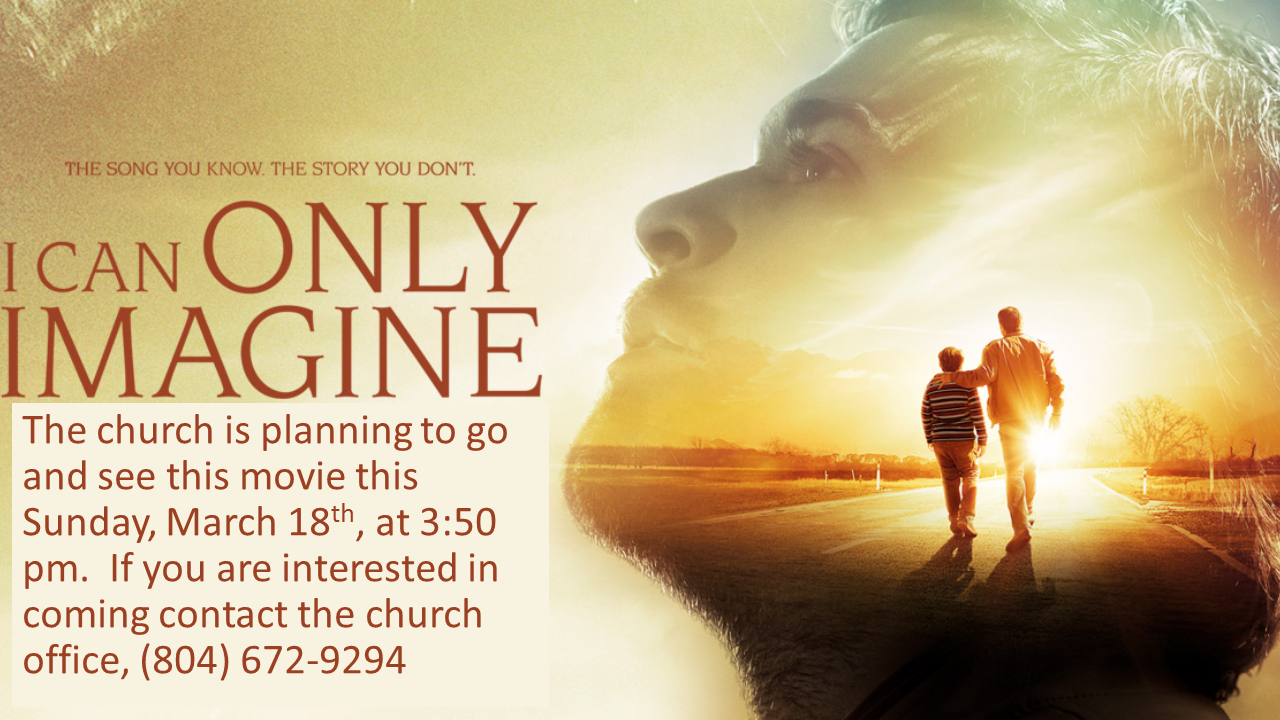 THE SONG YOU KNOW. THE STORY YOU DON'T.
I CAN ONLY
IMAGINE
The church is planning to go
and see this movie this
Sunday, March 18th, at 3:50
pm.  If you are interested in
coming contact the church
office, (804) 672-9294